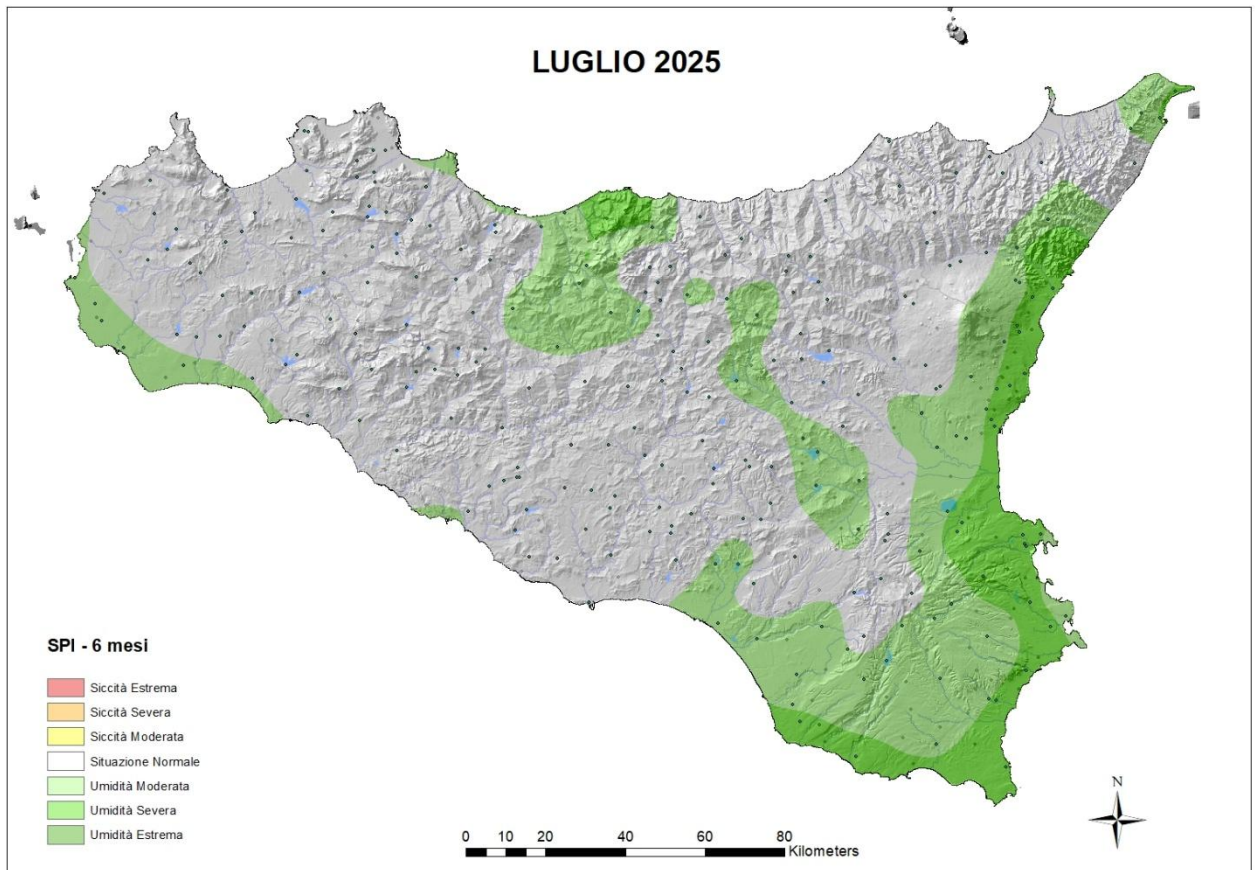 LUGLIO 2025
SPI - 6 mesi
Siccità Estrema
Siccità Severa
Siccità Moderata
Situazione Normale
Umidità Moderata
Umidità Severa
Umidità Estrema
0 10 20 40 60 80
Kilometers
N